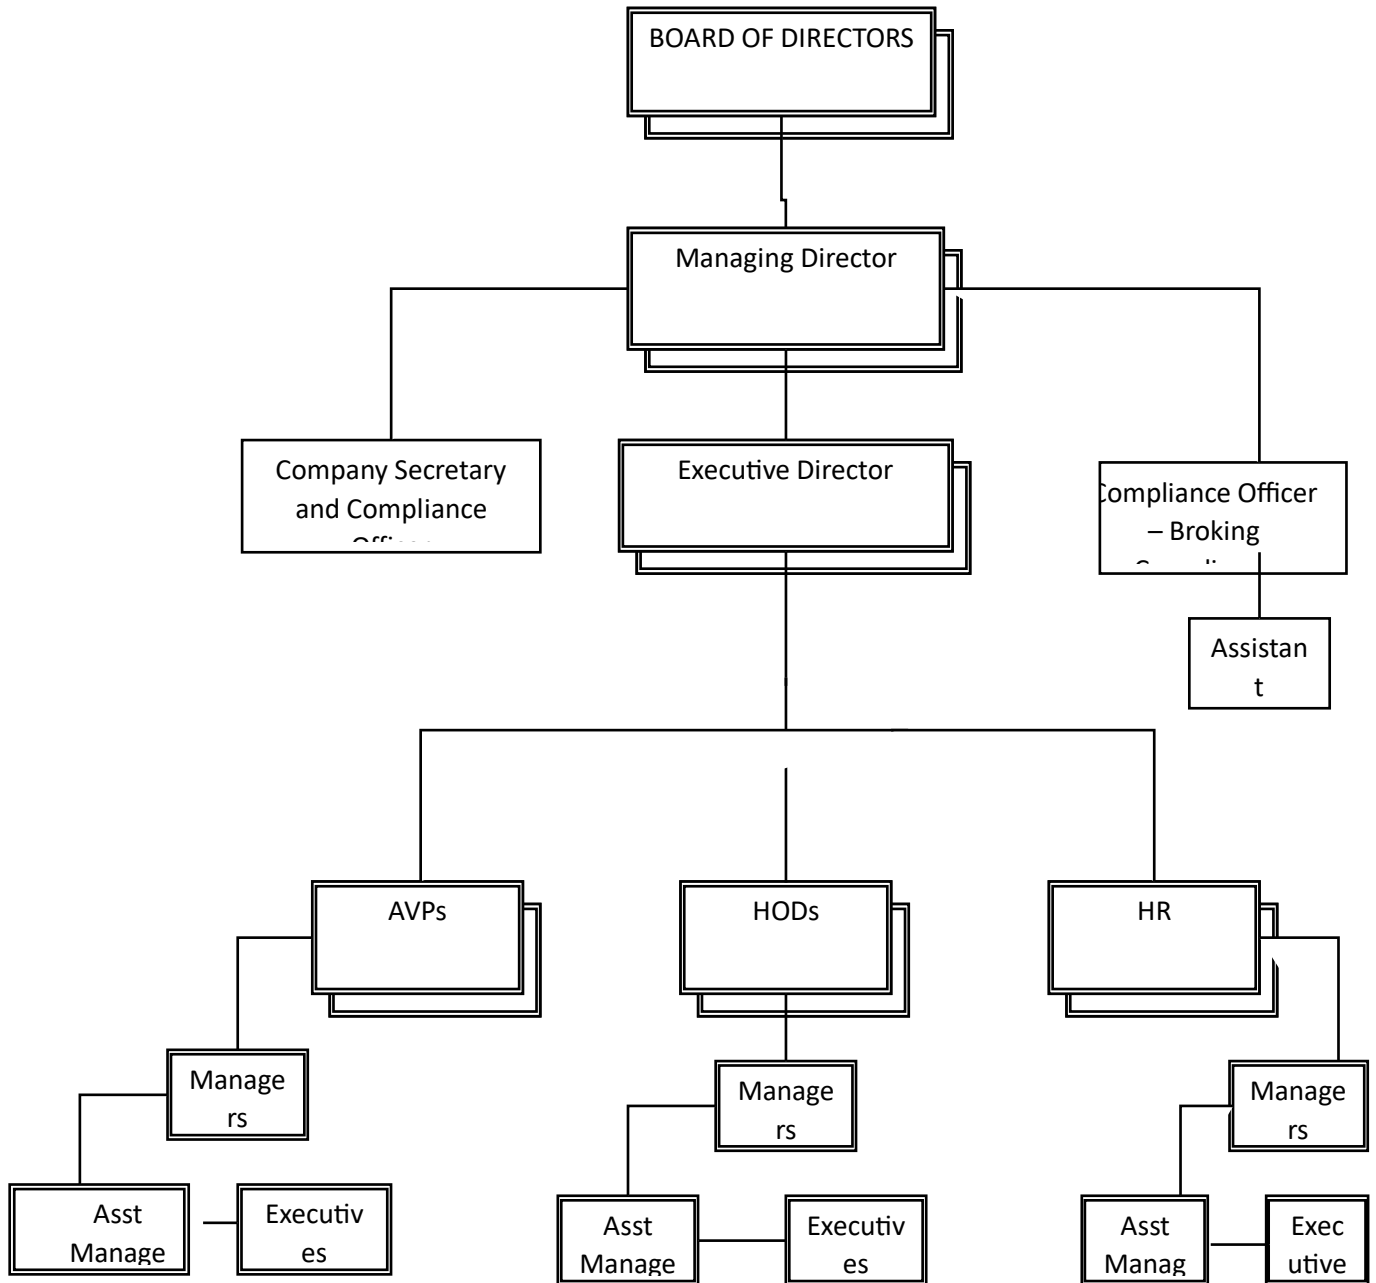 BOARD OF DIRECTORS
Managing Director
Company Secretary
and Compliance
Executive Director
Compliance Officer
– Broking
Assistan
t
AVPs
HODs
HR
Manage
rs
Manage
rs
Manage
rs
Asst
Manage
Executiv
es
Asst
Manage
Executiv
es
Asst
Manag
Exec
utive